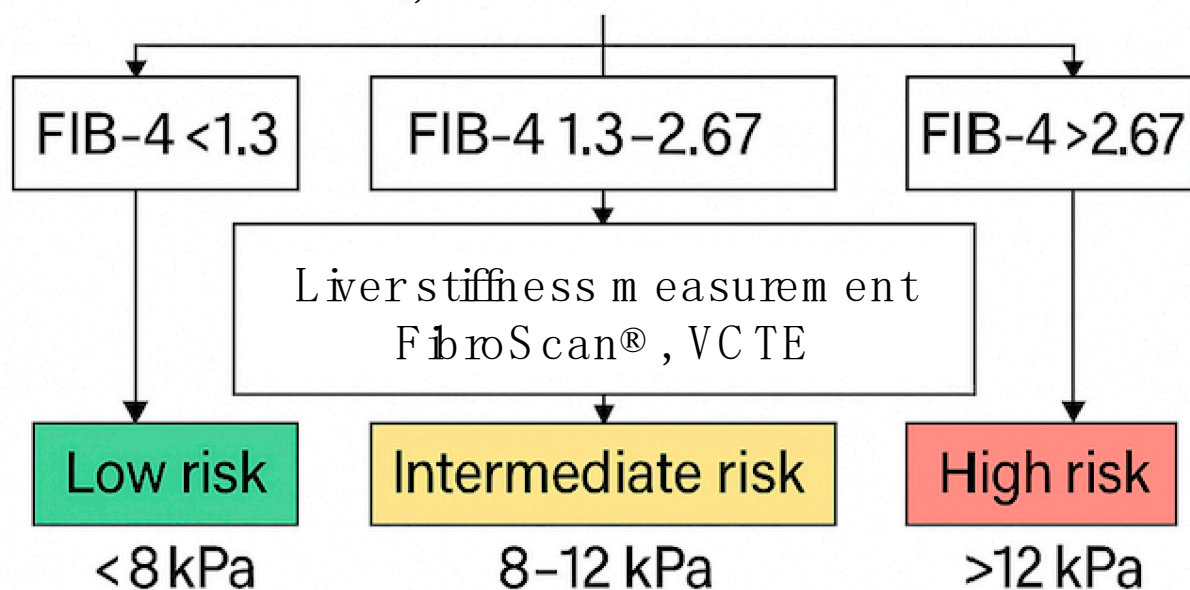 FIB-4 <1.3
FIB-4 1.3–2.67
FIB-4 >2.67
Liver stiffness measurement
FibroScan®, VCTE
Low risk
Intermediate risk
High risk
<8 kPa
8–12 kPa
>12 kPa